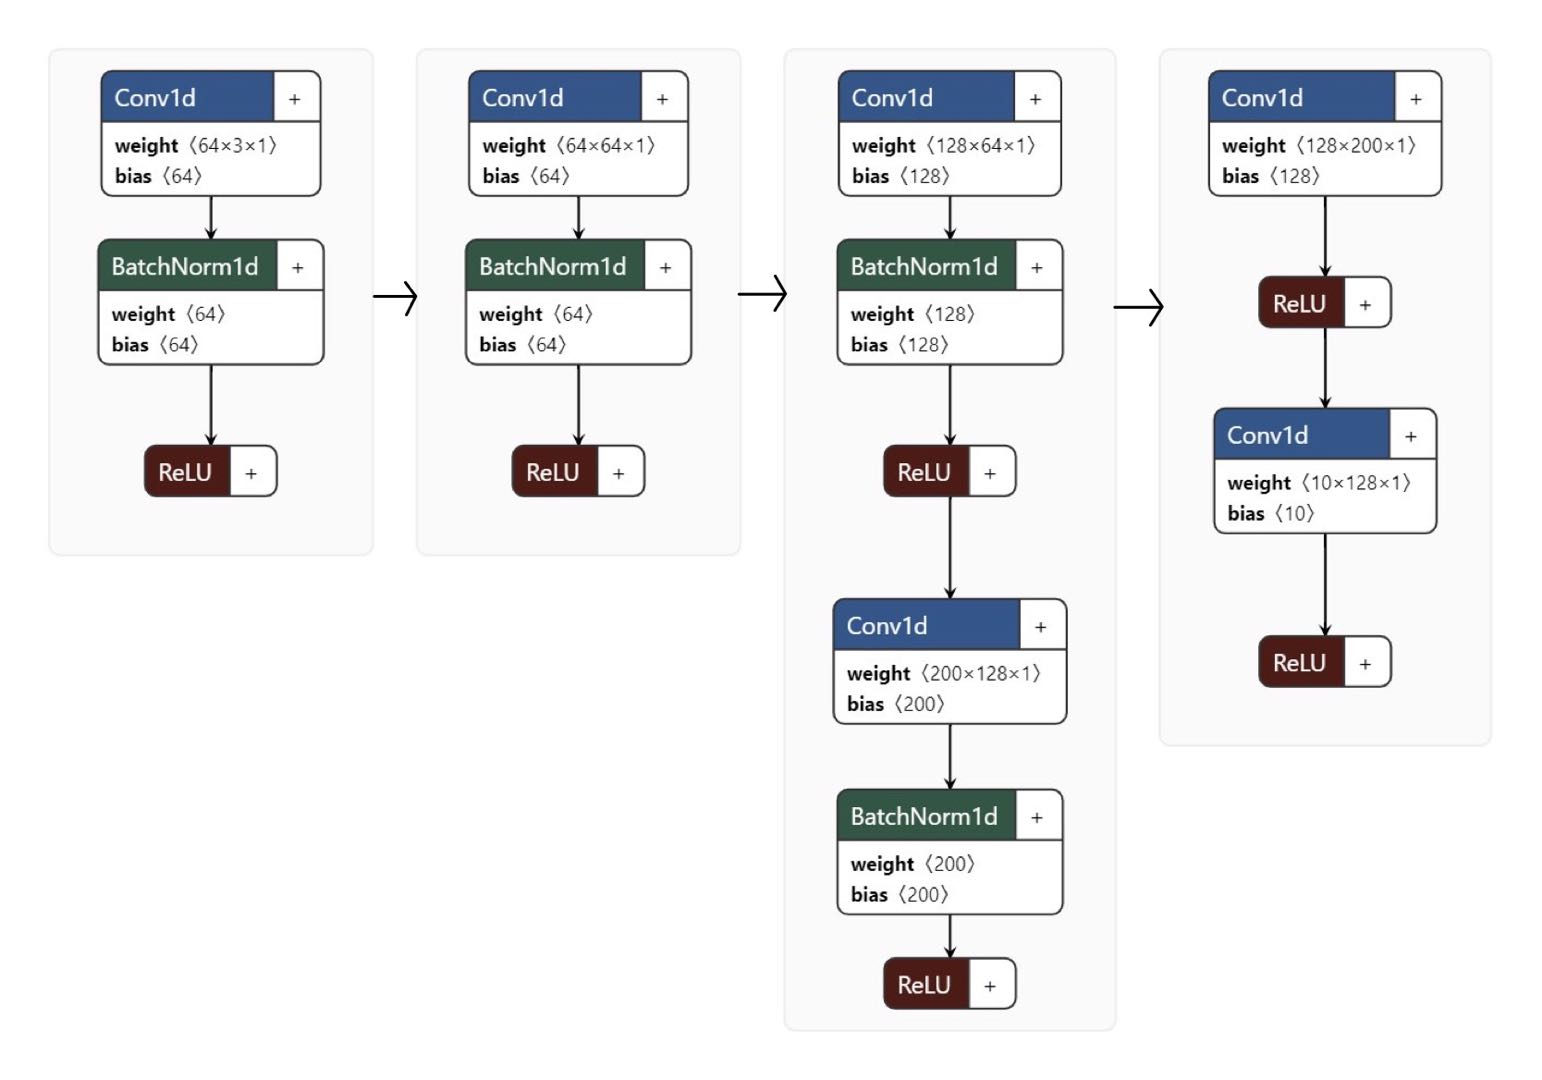 Conv1d +
weight 〈64×3×1〉
bias 〈64〉
BatchNorm1d +
weight 〈64〉
bias 〈64〉
ReLU +
Conv1d +
weight 〈64×64×1〉
bias 〈64〉
BatchNorm1d +
weight 〈64〉
bias 〈64〉
ReLU +
Conv1d +
weight 〈128×64×1〉
bias 〈128〉
BatchNorm1d +
weight 〈128〉
bias 〈128〉
ReLU +
Conv1d +
weight 〈200×128×1〉
bias 〈200〉
BatchNorm1d +
weight 〈200〉
bias 〈200〉
ReLU +
Conv1d +
weight 〈128×200×1〉
bias 〈128〉
ReLU +
Conv1d +
weight 〈10×128×1〉
bias 〈10〉
ReLU +